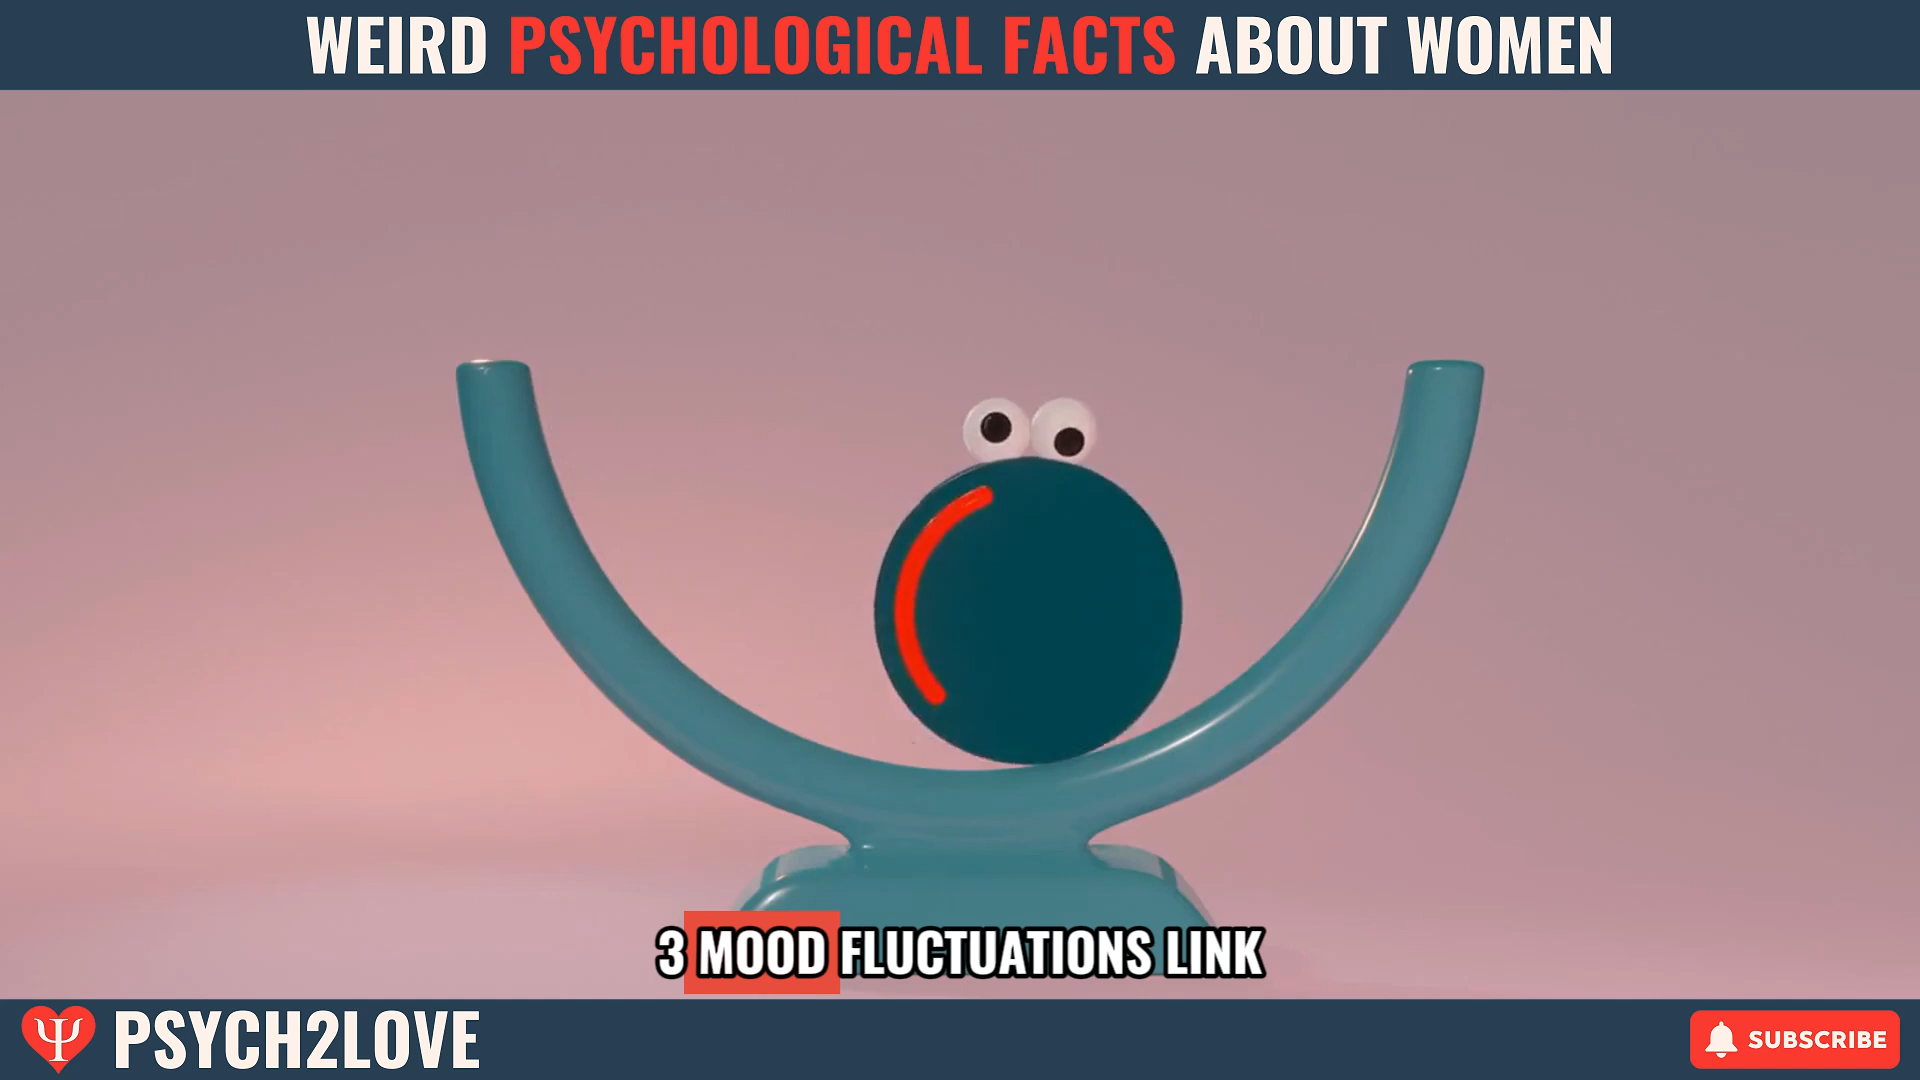 WEIRD PSYCHOLOGICAL FACTS ABOUT WOMEN
3 MOOD FLUCTUATIONS LINK
PSYCH2LOVE
SUBSCRIBE